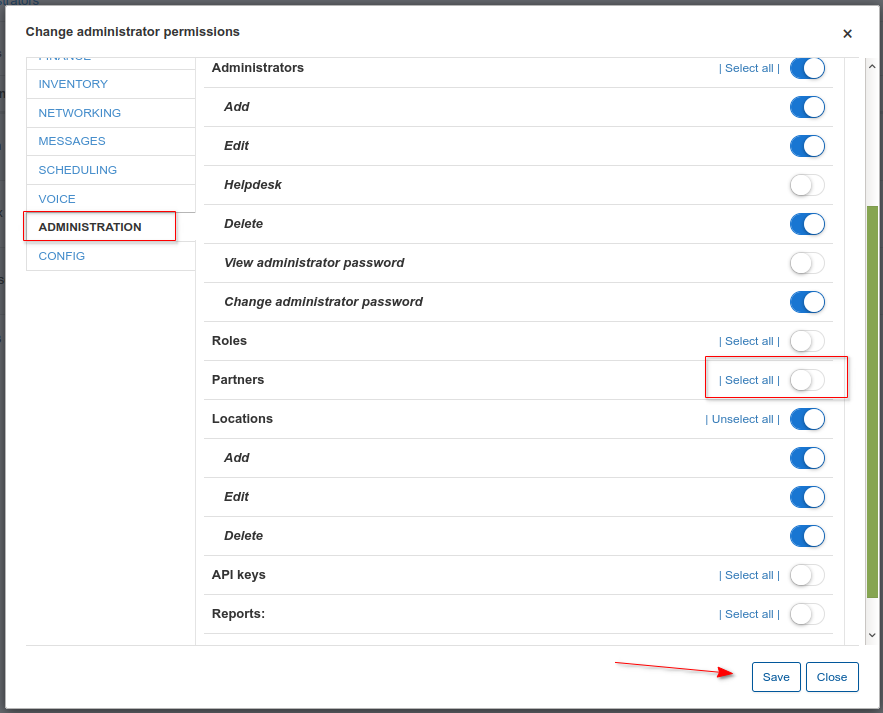 Change administrator permissions
×
FINANCE
INVENTORY
NETWORKING
MESSAGES
SCHEDULING
VOICE
ADMINISTRATION
CONFIG
Administrators | Select all |
Add
Edit
Helpdesk
Delete
View administrator password
Change administrator password
Roles | Select all |
Partners | Select all |
Locations | Unselect all |
Add
Edit
Delete
API keys | Select all |
Reports: | Select all |
Save Close